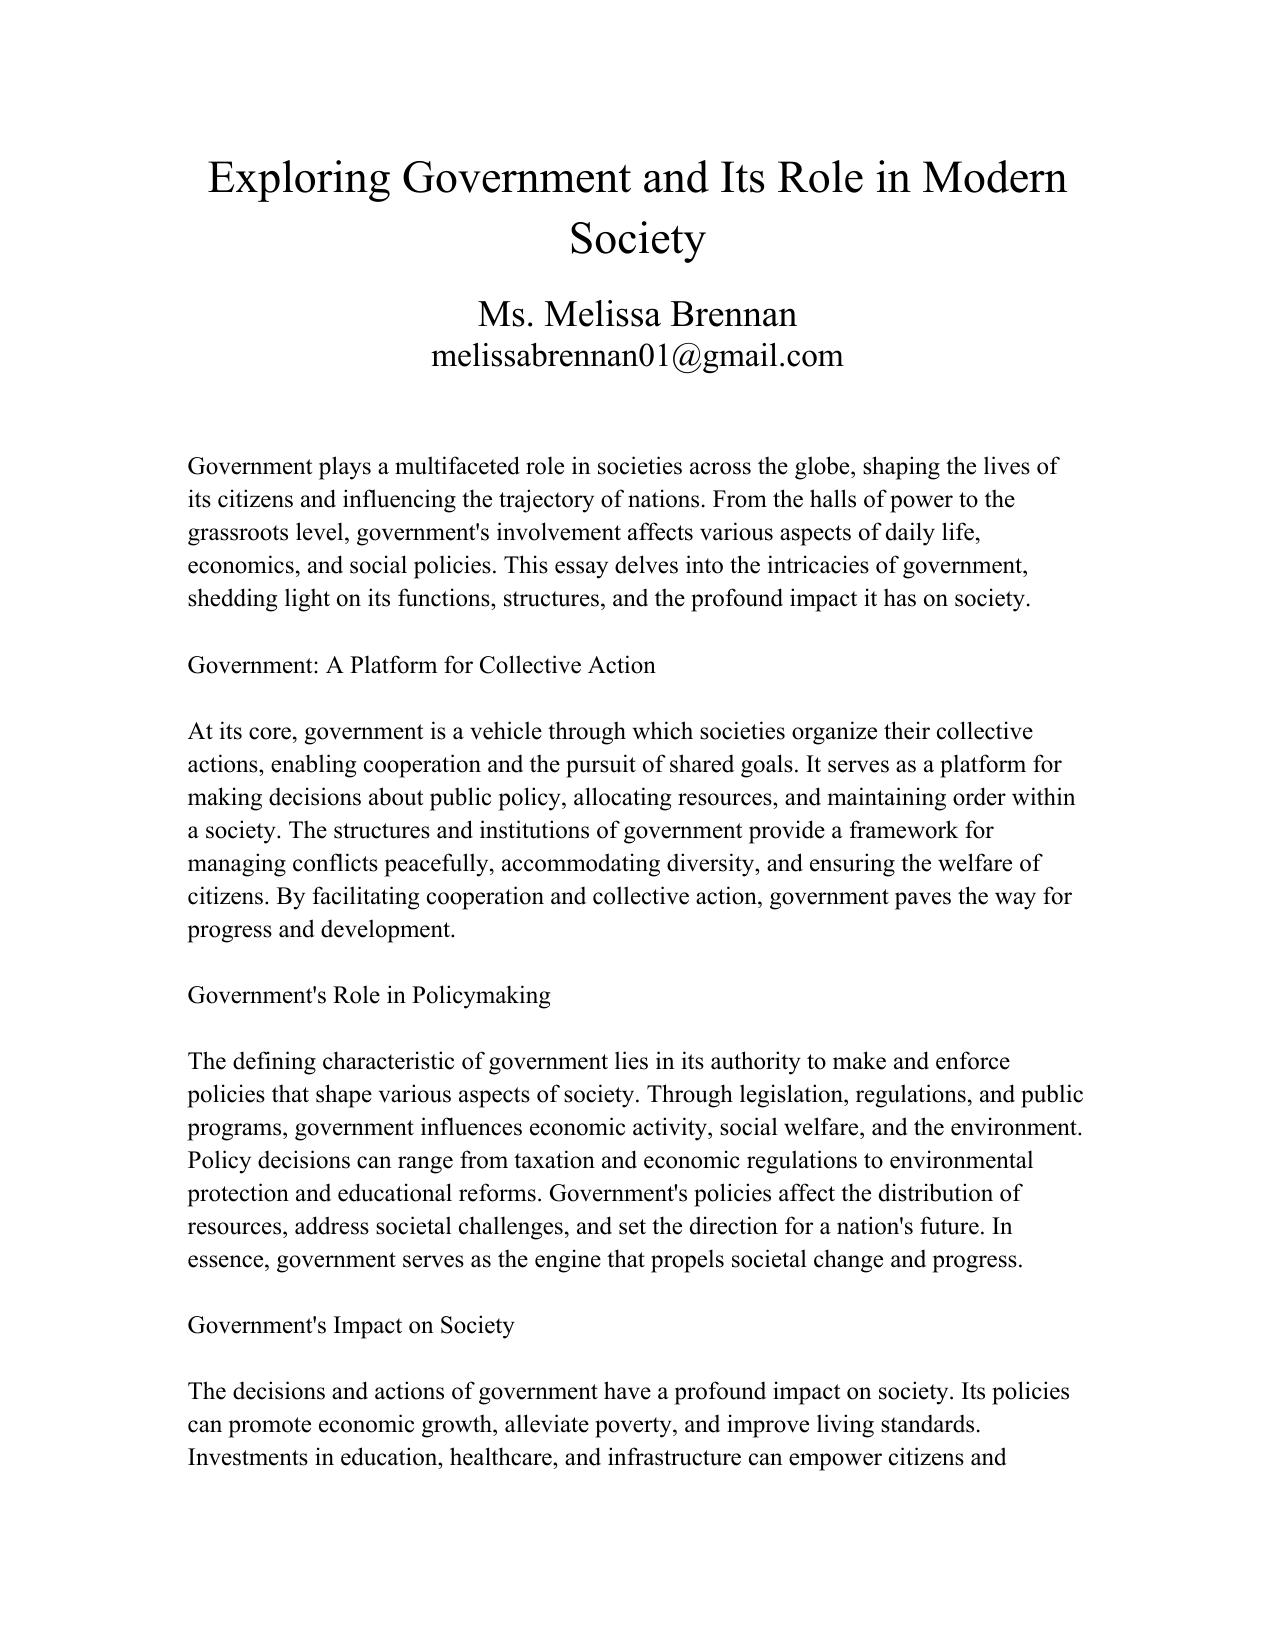 Exploring Government and Its Role in Modern
Society
Ms. Melissa Brennan
melissabrennan01@gmail.com
Government plays a multifaceted role in societies across the globe, shaping the lives of
its citizens and influencing the trajectory of nations. From the halls of power to the
grassroots level, government's involvement affects various aspects of daily life,
economics, and social policies. This essay delves into the intricacies of government,
shedding light on its functions, structures, and the profound impact it has on society.
Government: A Platform for Collective Action
At its core, government is a vehicle through which societies organize their collective
actions, enabling cooperation and the pursuit of shared goals. It serves as a platform for
making decisions about public policy, allocating resources, and maintaining order within
a society. The structures and institutions of government provide a framework for
managing conflicts peacefully, accommodating diversity, and ensuring the welfare of
citizens. By facilitating cooperation and collective action, government paves the way for
progress and development.
Government's Role in Policymaking
The defining characteristic of government lies in its authority to make and enforce
policies that shape various aspects of society. Through legislation, regulations, and public
programs, government influences economic activity, social welfare, and the environment.
Policy decisions can range from taxation and economic regulations to environmental
protection and educational reforms. Government's policies affect the distribution of
resources, address societal challenges, and set the direction for a nation's future. In
essence, government serves as the engine that propels societal change and progress.
Government's Impact on Society
The decisions and actions of government have a profound impact on society. Its policies
can promote economic growth, alleviate poverty, and improve living standards.
Investments in education, healthcare, and infrastructure can empower citizens and